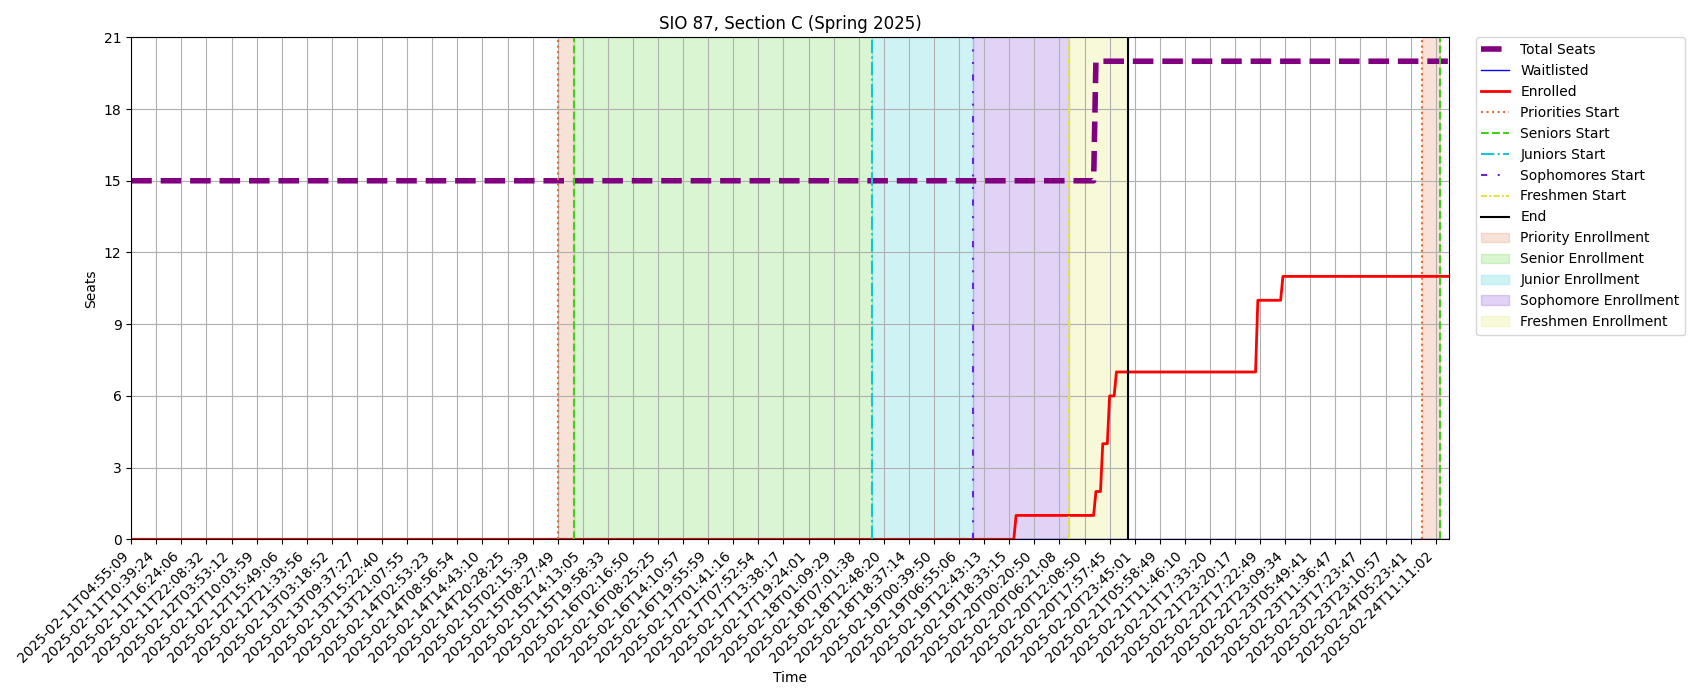 SIO 87, Section C (Spring 2025)
21
18
15
12
9
6
3
0
Seats
2025-02-11T04:55:09
2025-02-11T10:39:24
2025-02-11T16:24:06
2025-02-11T22:08:32
2025-02-12T03:53:12
2025-02-12T10:03:59
2025-02-12T15:49:06
2025-02-12T21:33:56
2025-02-13T03:18:52
2025-02-13T09:37:27
2025-02-13T15:22:40
2025-02-13T21:07:55
2025-02-14T02:53:23
2025-02-14T08:56:54
2025-02-14T14:43:10
2025-02-14T20:28:25
2025-02-15T02:15:39
2025-02-15T08:27:49
2025-02-15T14:13:05
2025-02-15T19:58:33
2025-02-16T02:16:50
2025-02-16T08:25:25
2025-02-16T14:10:57
2025-02-16T19:55:59
2025-02-17T01:41:16
2025-02-17T07:52:54
2025-02-17T13:38:17
2025-02-17T19:24:01
2025-02-18T01:09:29
2025-02-18T07:01:38
2025-02-18T12:48:20
2025-02-18T18:37:14
2025-02-19T00:39:50
2025-02-19T06:55:06
2025-02-19T12:43:13
2025-02-19T18:33:15
2025-02-20T00:20:50
2025-02-20T06:21:08
2025-02-20T12:08:50
2025-02-20T17:57:45
2025-02-20T23:45:01
2025-02-21T05:58:49
2025-02-21T11:46:10
2025-02-21T17:33:20
2025-02-21T23:20:17
2025-02-22T17:22:49
2025-02-22T23:09:34
2025-02-23T05:49:41
2025-02-23T11:36:47
2025-02-23T17:23:47
2025-02-23T23:10:57
2025-02-24T05:23:41
2025-02-24T11:11:02
Time
Total Seats
Waitlisted
Enrolled
Priorities Start
Seniors Start
Juniors Start
Sophomores Start
Freshmen Start
End
Priority Enrollment
Senior Enrollment
Junior Enrollment
Sophomore Enrollment
Freshmen Enrollment